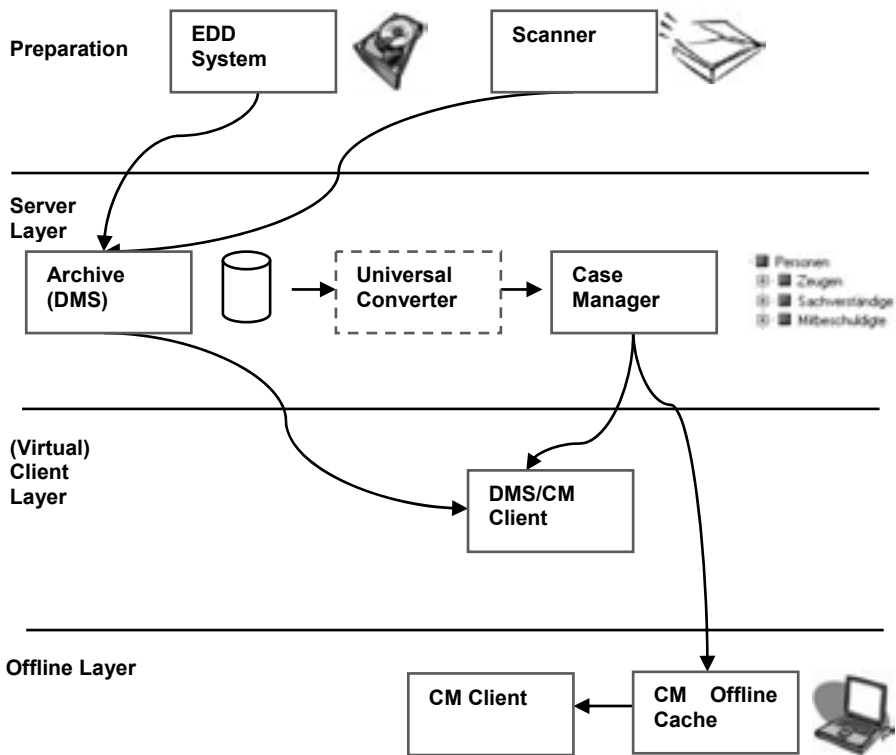 Preparation
EDD
System
Scanner
Server
Layer
Archive
(DMS)
Universal
Converter
Case
Manager
Personen
Zeugen
Sachverständige
Mitbeschuldigte
(Virtual)
Client
Layer
DMS/CM
Client
Offline Layer
CM Client
CM Offline
Cache